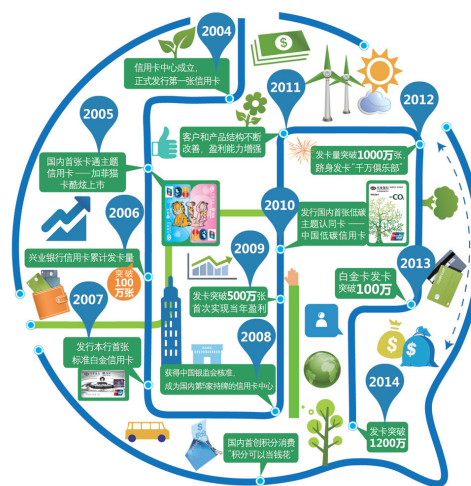 2004
信用卡中心成立，
正式发行第一张信用卡
2005
国内首张卡通主题
信用卡——加菲猫
卡酷炫上市
2006
兴业银行信用卡累计发卡量
突破
100
万张
2007
发行本行首张
标准白金信用卡
2008
获得中国银监会核准，
成为国内第5家持牌的信用卡中心
国内首创积分消费
“积分可以当钱花”
2009
发卡突破500万张
首次实现当年盈利
2010
发行国内首张低碳
主题认同卡——
中国低碳信用卡
-CO₂
2011
客户和产品结构不断
改善、盈利能力增强
2012
发卡量突破1000万张，
跻身发卡“千万俱乐部”
2013
白金卡发卡
突破100万
2014
发卡突破
1200万